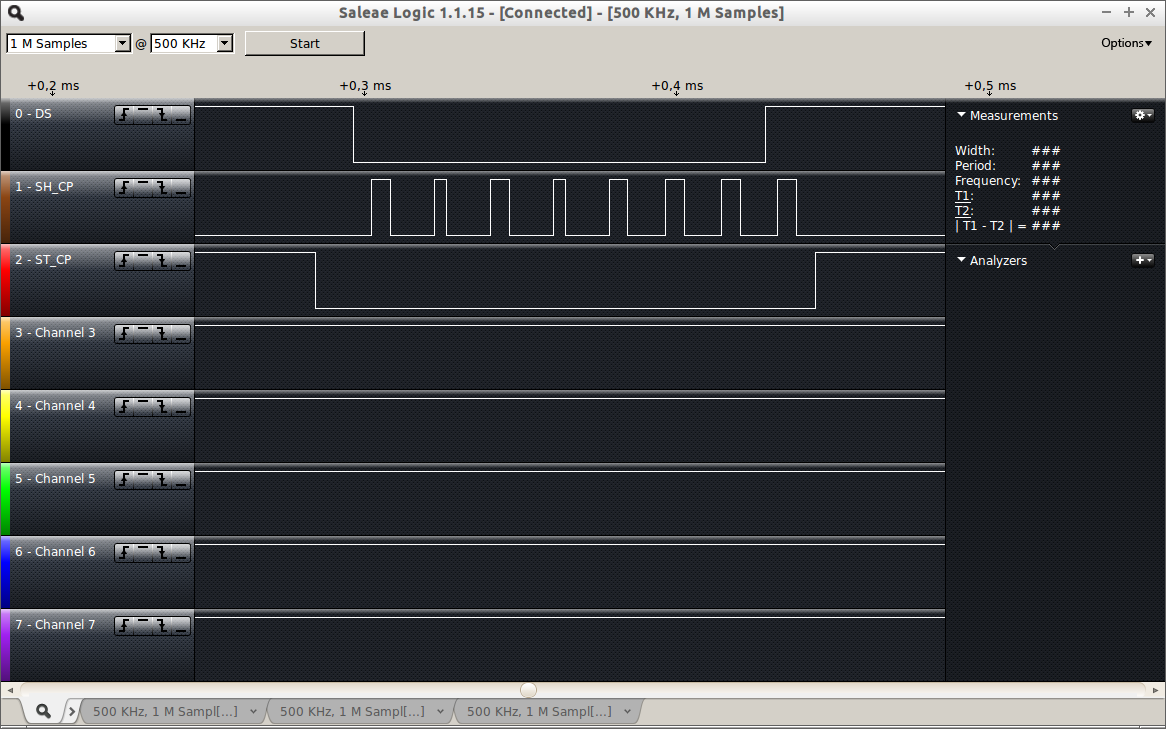 Saleae Logic 1.1.15 - [Connected] - [500 KHz, 1 M Samples]
1 M Samples @ 500 KHz Start Options
+0,2 ms +0,3 ms +0,4 ms +0,5 ms
0 - DS
1 - SH_CP
2 - ST_CP
3 - Channel 3
4 - Channel 4
5 - Channel 5
6 - Channel 6
7 - Channel 7
Measurements
Width: ###
Period: ###
Frequency: ###
T1: ###
T2: ###
| T1 - T2 | = ###
Analyzers
500 KHz, 1 M Sampl[...] 500 KHz, 1 M Sampl[...] 500 KHz, 1 M Sampl[...]